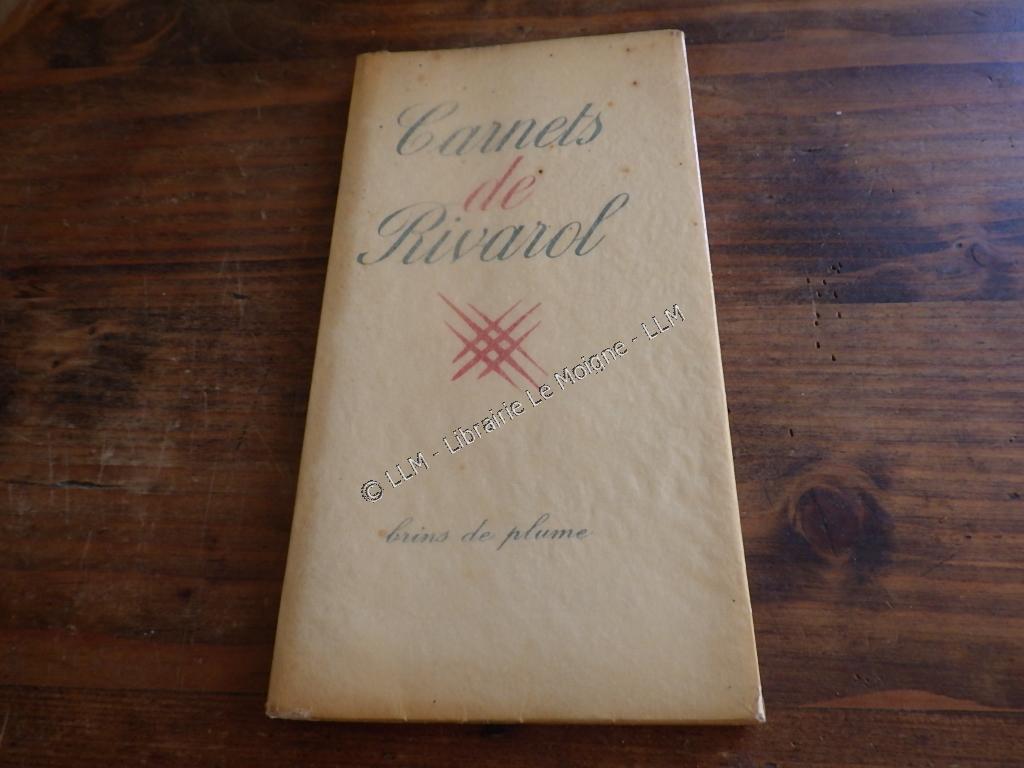 Carnets
de
Rivarol
© LLM - Librairie Le Moigne - LLM
brins de plume